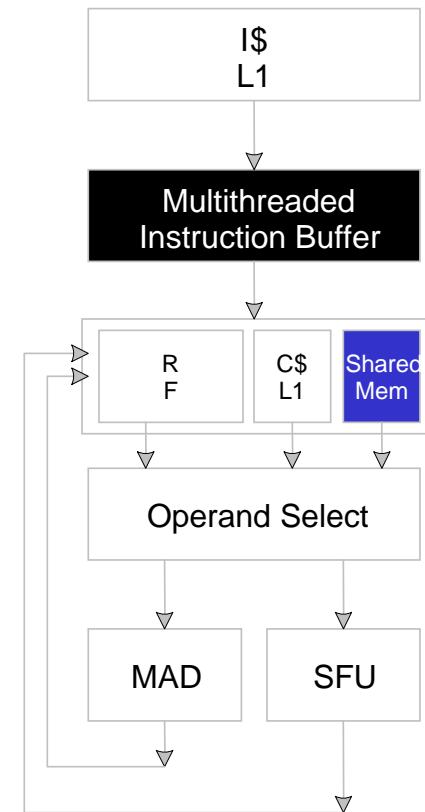 I$
L1
Multithreaded
Instruction Buffer
R
F
C$
L1
Shared
Mem
Operand Select
MAD
SFU